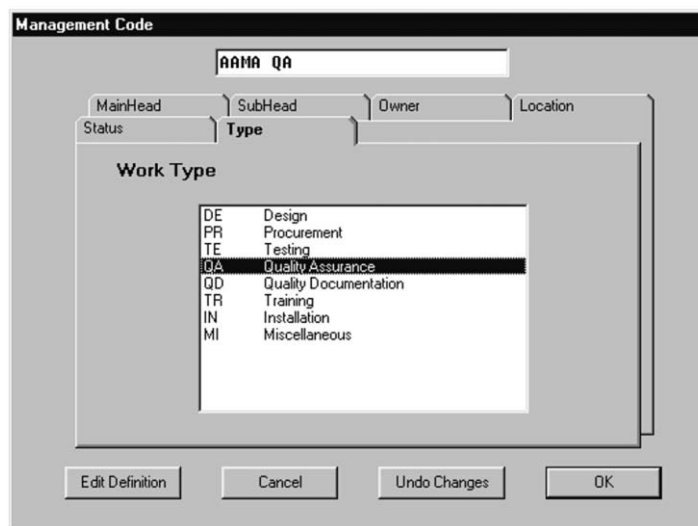 Management Code
AAMA QA
MainHead SubHead Owner Location
Status Type
Work Type
DE Design
PR Procurement
TE Testing
QA Quality Assurance
QD Quality Documentation
TR Training
IN Installation
MI Miscellaneous
Edit Definition Cancel Undo Changes OK